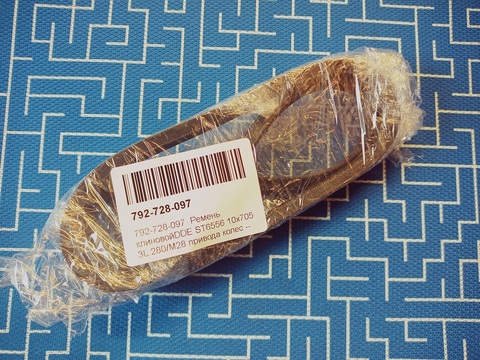 792-728-097
792-728-097 Ремень
клиновойDDE ST6556 10x705
3L 280/M28 привода колес ...